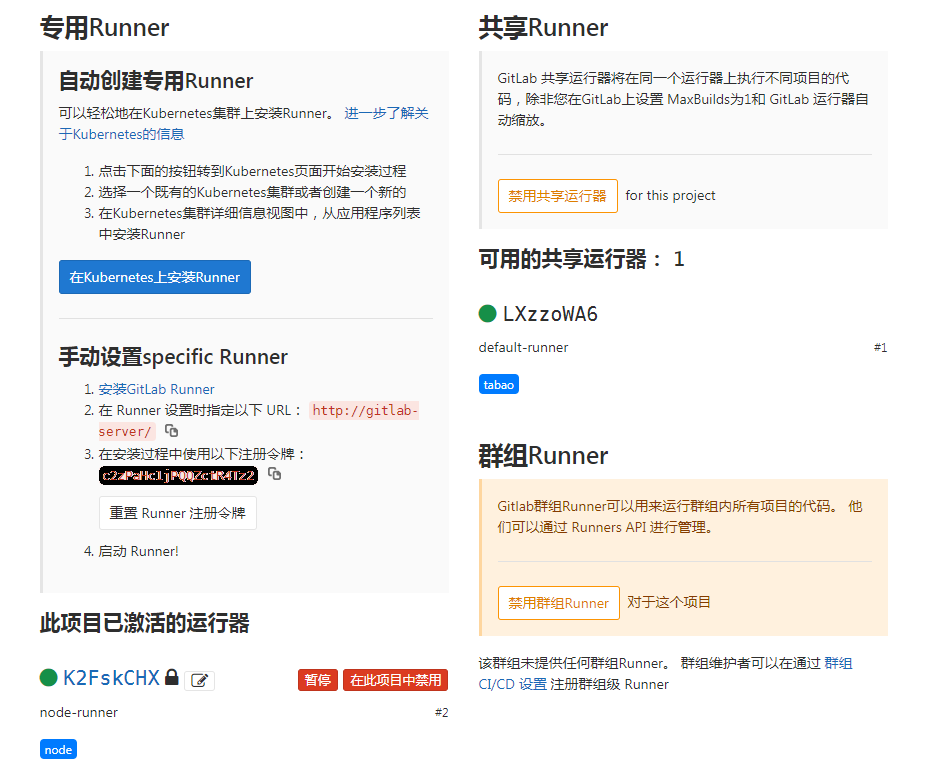 专用Runner
自动创建专用Runner
可以轻松地在Kubernetes集群上安装Runner。 进一步了解关
于Kubernetes的信息
1. 点击下面的按钮转到Kubernetes页面开始安装过程
2. 选择一个既有的Kubernetes集群或者创建一个新的
3. 在Kubernetes集群详细信息视图中，从应用程序列表
中安装Runner
在Kubernetes上安装Runner
手动设置specific Runner
1. 安装GitLab Runner
2. 在 Runner 设置时指定以下 URL： http://gitlab-
server/
3. 在安装过程中使用以下注册令牌：
重置 Runner 注册令牌
4. 启动 Runner!
此项目已激活的运行器
K2FskCHX
暂停
在此项目中禁用
node-runner
#2
node
共享Runner
GitLab 共享运行器将在同一个运行器上执行不同项目的代
码，除非您在GitLab上设置 MaxBuilds为1和 GitLab 运行器自
动缩放。
禁用共享运行器 for this project
可用的共享运行器： 1
LXzzoWA6
default-runner
#1
tabao
群组Runner
Gitlab群组Runner可以用来运行群组内所有项目的代码。 他
们可以通过 Runners API 进行管理。
禁用群组Runner 对于这个项目
该群组未提供任何群组Runner。 群组维护者可以在通过 群组
CI/CD 设置 注册群组级 Runner